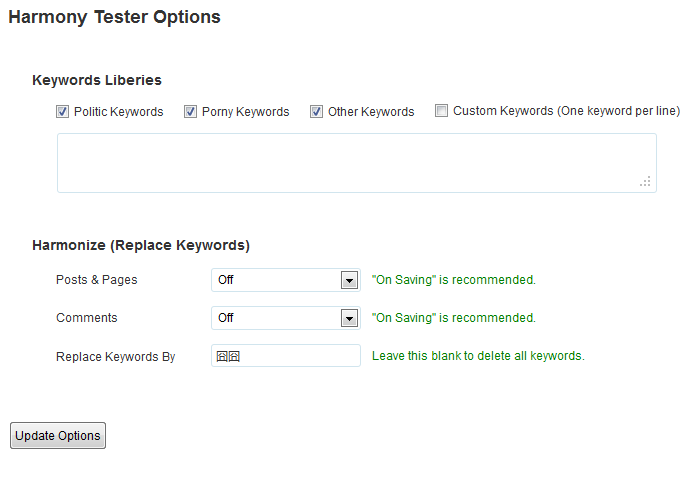 Harmony Tester Options
Keywords Liberies
Politic Keywords Porny Keywords Other Keywords Custom Keywords (One keyword per line)
Harmonize (Replace Keywords)
Posts & Pages Off "On Saving" is recommended.
Comments Off "On Saving" is recommended.
Replace Keywords By 囧囧 Leave this blank to delete all keywords.
Update Options